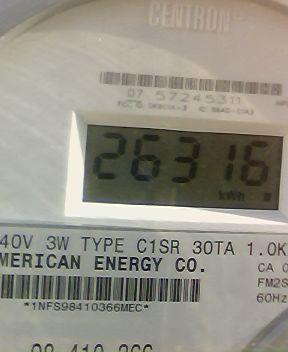 CENTRON
07 57245311
26316
kWh
40V 3W TYPE C1SR 30TA 1.0K
MERICAN ENERGY CO.
CA 0
FM2S
60Hz
*1NFS98410366MEC*